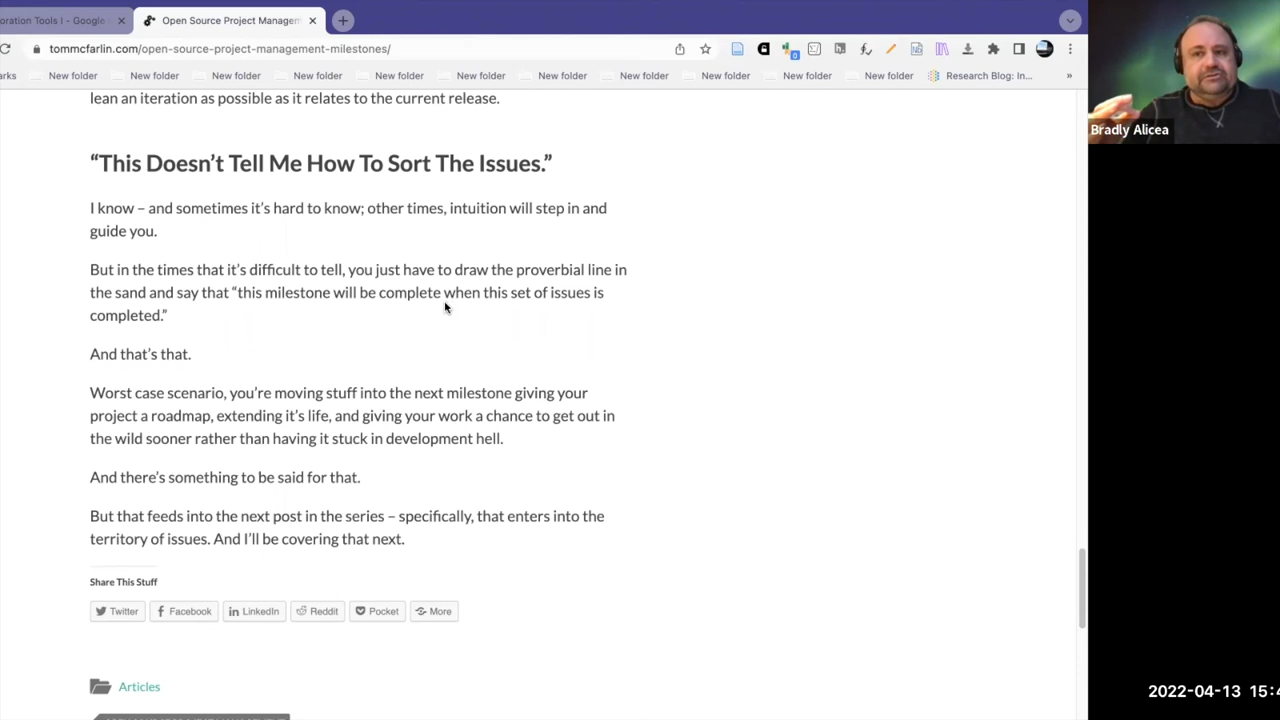 oration Tools I - Google
Open Source Project Managem
tommcfarlin.com/open-source-project-management-milestones/
0
arks
New folder
New folder
New folder
New folder
New folder
New folder
New folder
New folder
New folder
New folder
New folder
Research Blog: In...
»
lean an iteration as possible as it relates to the current release.
“This Doesn’t Tell Me How To Sort The Issues.”
I know – and sometimes it’s hard to know; other times, intuition will step in and
guide you.
But in the times that it’s difficult to tell, you just have to draw the proverbial line in
the sand and say that “this milestone will be complete when this set of issues is
completed.”
And that’s that.
Worst case scenario, you’re moving stuff into the next milestone giving your
project a roadmap, extending it’s life, and giving your work a chance to get out in
the wild sooner rather than having it stuck in development hell.
And there’s something to be said for that.
But that feeds into the next post in the series – specifically, that enters into the
territory of issues. And I’ll be covering that next.
Share This Stuff
Twitter
Facebook
LinkedIn
Reddit
Pocket
More
Articles
Bradly Alicea
2022-04-13 15:4